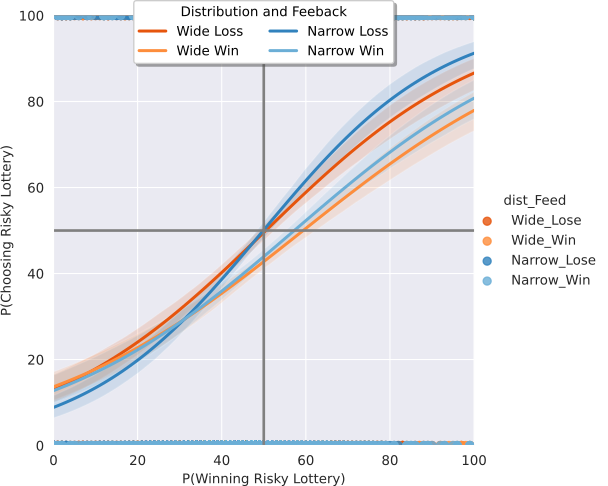 Distribution and Feeback
Wide Loss Narrow Loss
Wide Win Narrow Win
100
80
60
40
20
0
P(Choosing Risky Lottery)
0 20 40 60 80 100
P(Winning Risky Lottery)
dist_Feed
Wide_Lose
Wide_Win
Narrow_Lose
Narrow_Win